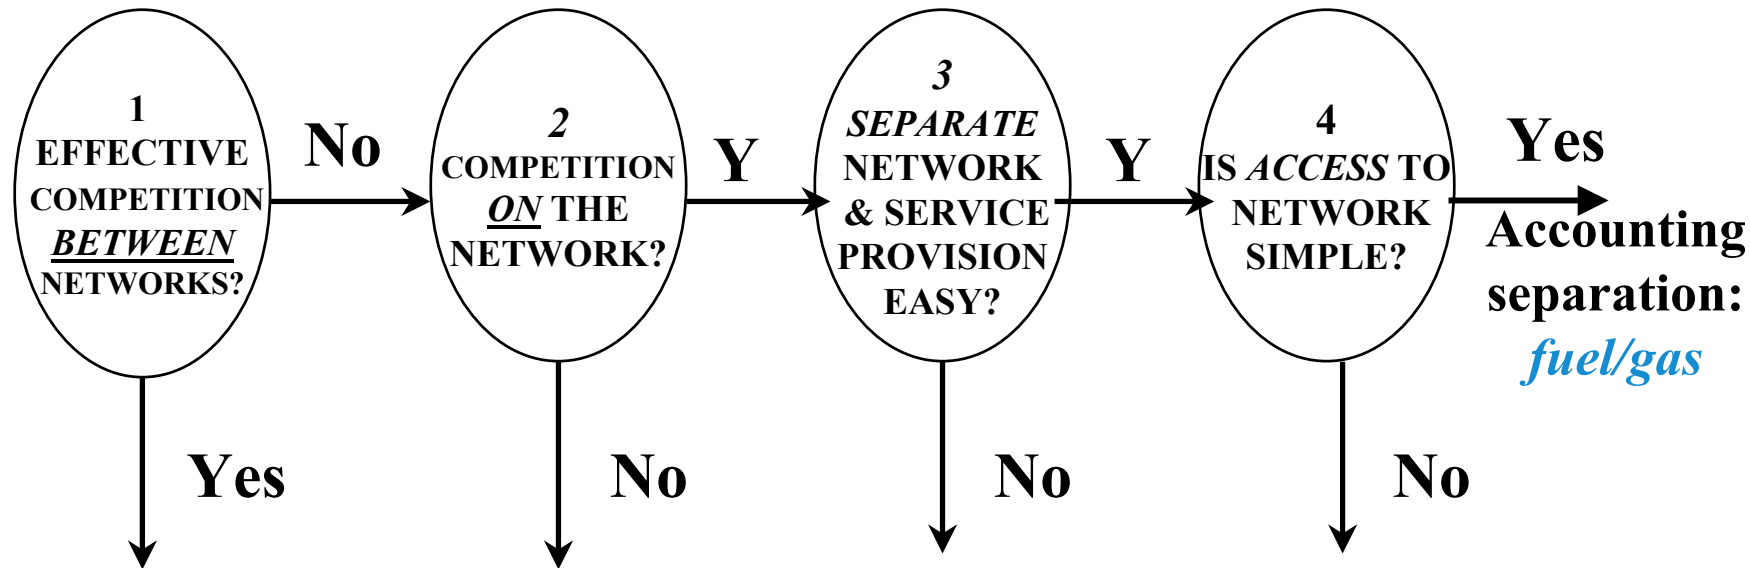 1
EFFECTIVE
COMPETITION
BETWEEN
NETWORKS?
No
2
COMPETITION
ON THE
NETWORK?
Y
3
SEPARATE
NETWORK
& SERVICE
PROVISION
EASY?
Y
4
IS ACCESS TO
NETWORK
SIMPLE?
Yes
Accounting
separation:
fuel/gas
Yes
No
No
No